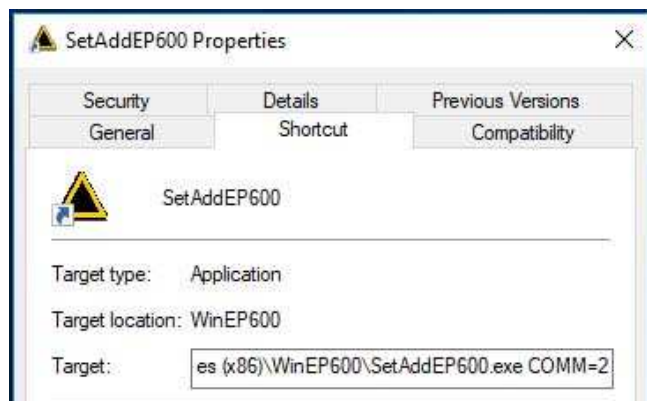 SetAddEP600 Properties
Security Details Previous Versions
General Shortcut Compatibility
SetAddEP600
Target type: Application
Target location: WinEP600
Target: es (x86)\WinEP600\SetAddEP600.exe COMM=2